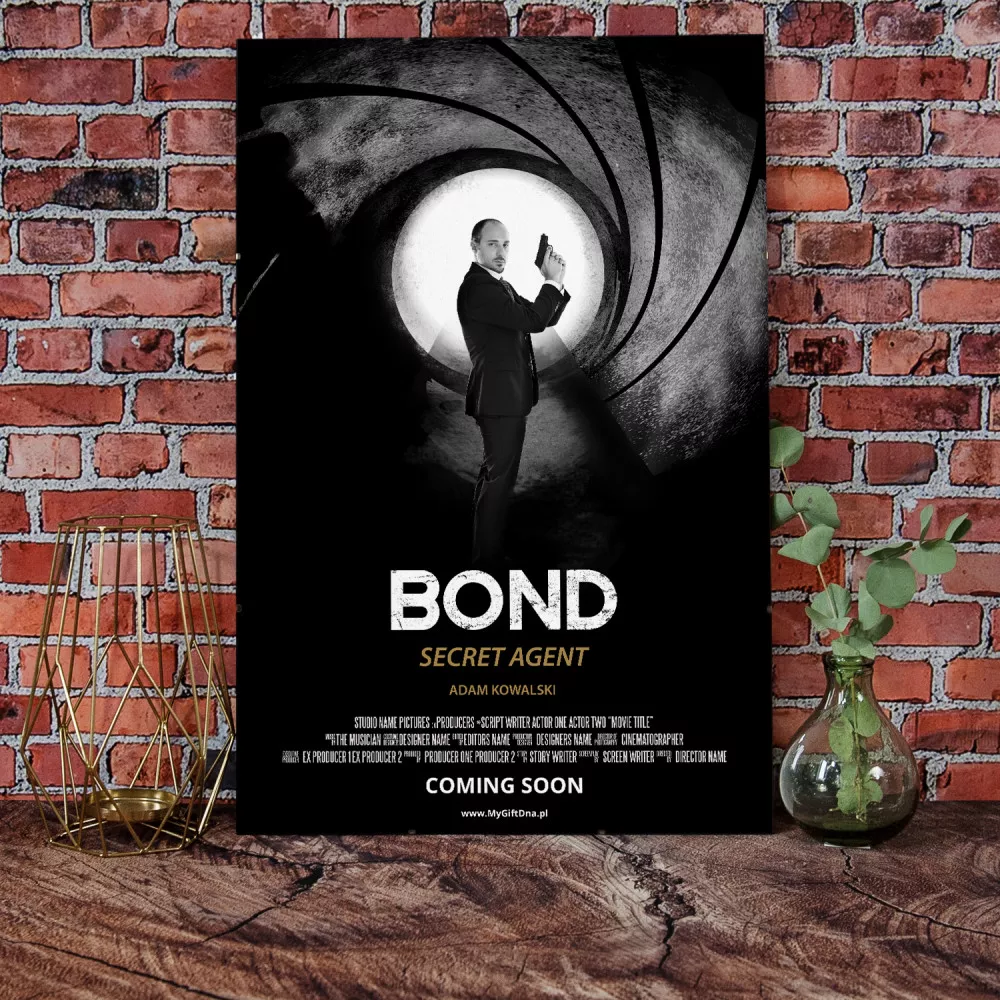 BOND
SECRET AGENT
ADAM KOWALSKI
STUDIO NAME PICTURES PRODUCERS SCRIPT WRITER ACTOR ONE ACTOR TWO "MOVIE TITLE"
THE MUSICIAN DESIGNER NAME EDITORS NAME DESIGNERS NAME CINEMATOGRAPHER
EX PRODUCER 1 EX PRODUCER 2 PRODUCER ONE PRODUCER 2 STORY WRITER SCREEN WRITER DIRECTOR NAME
COMING SOON
www.MyGiftDna.pl